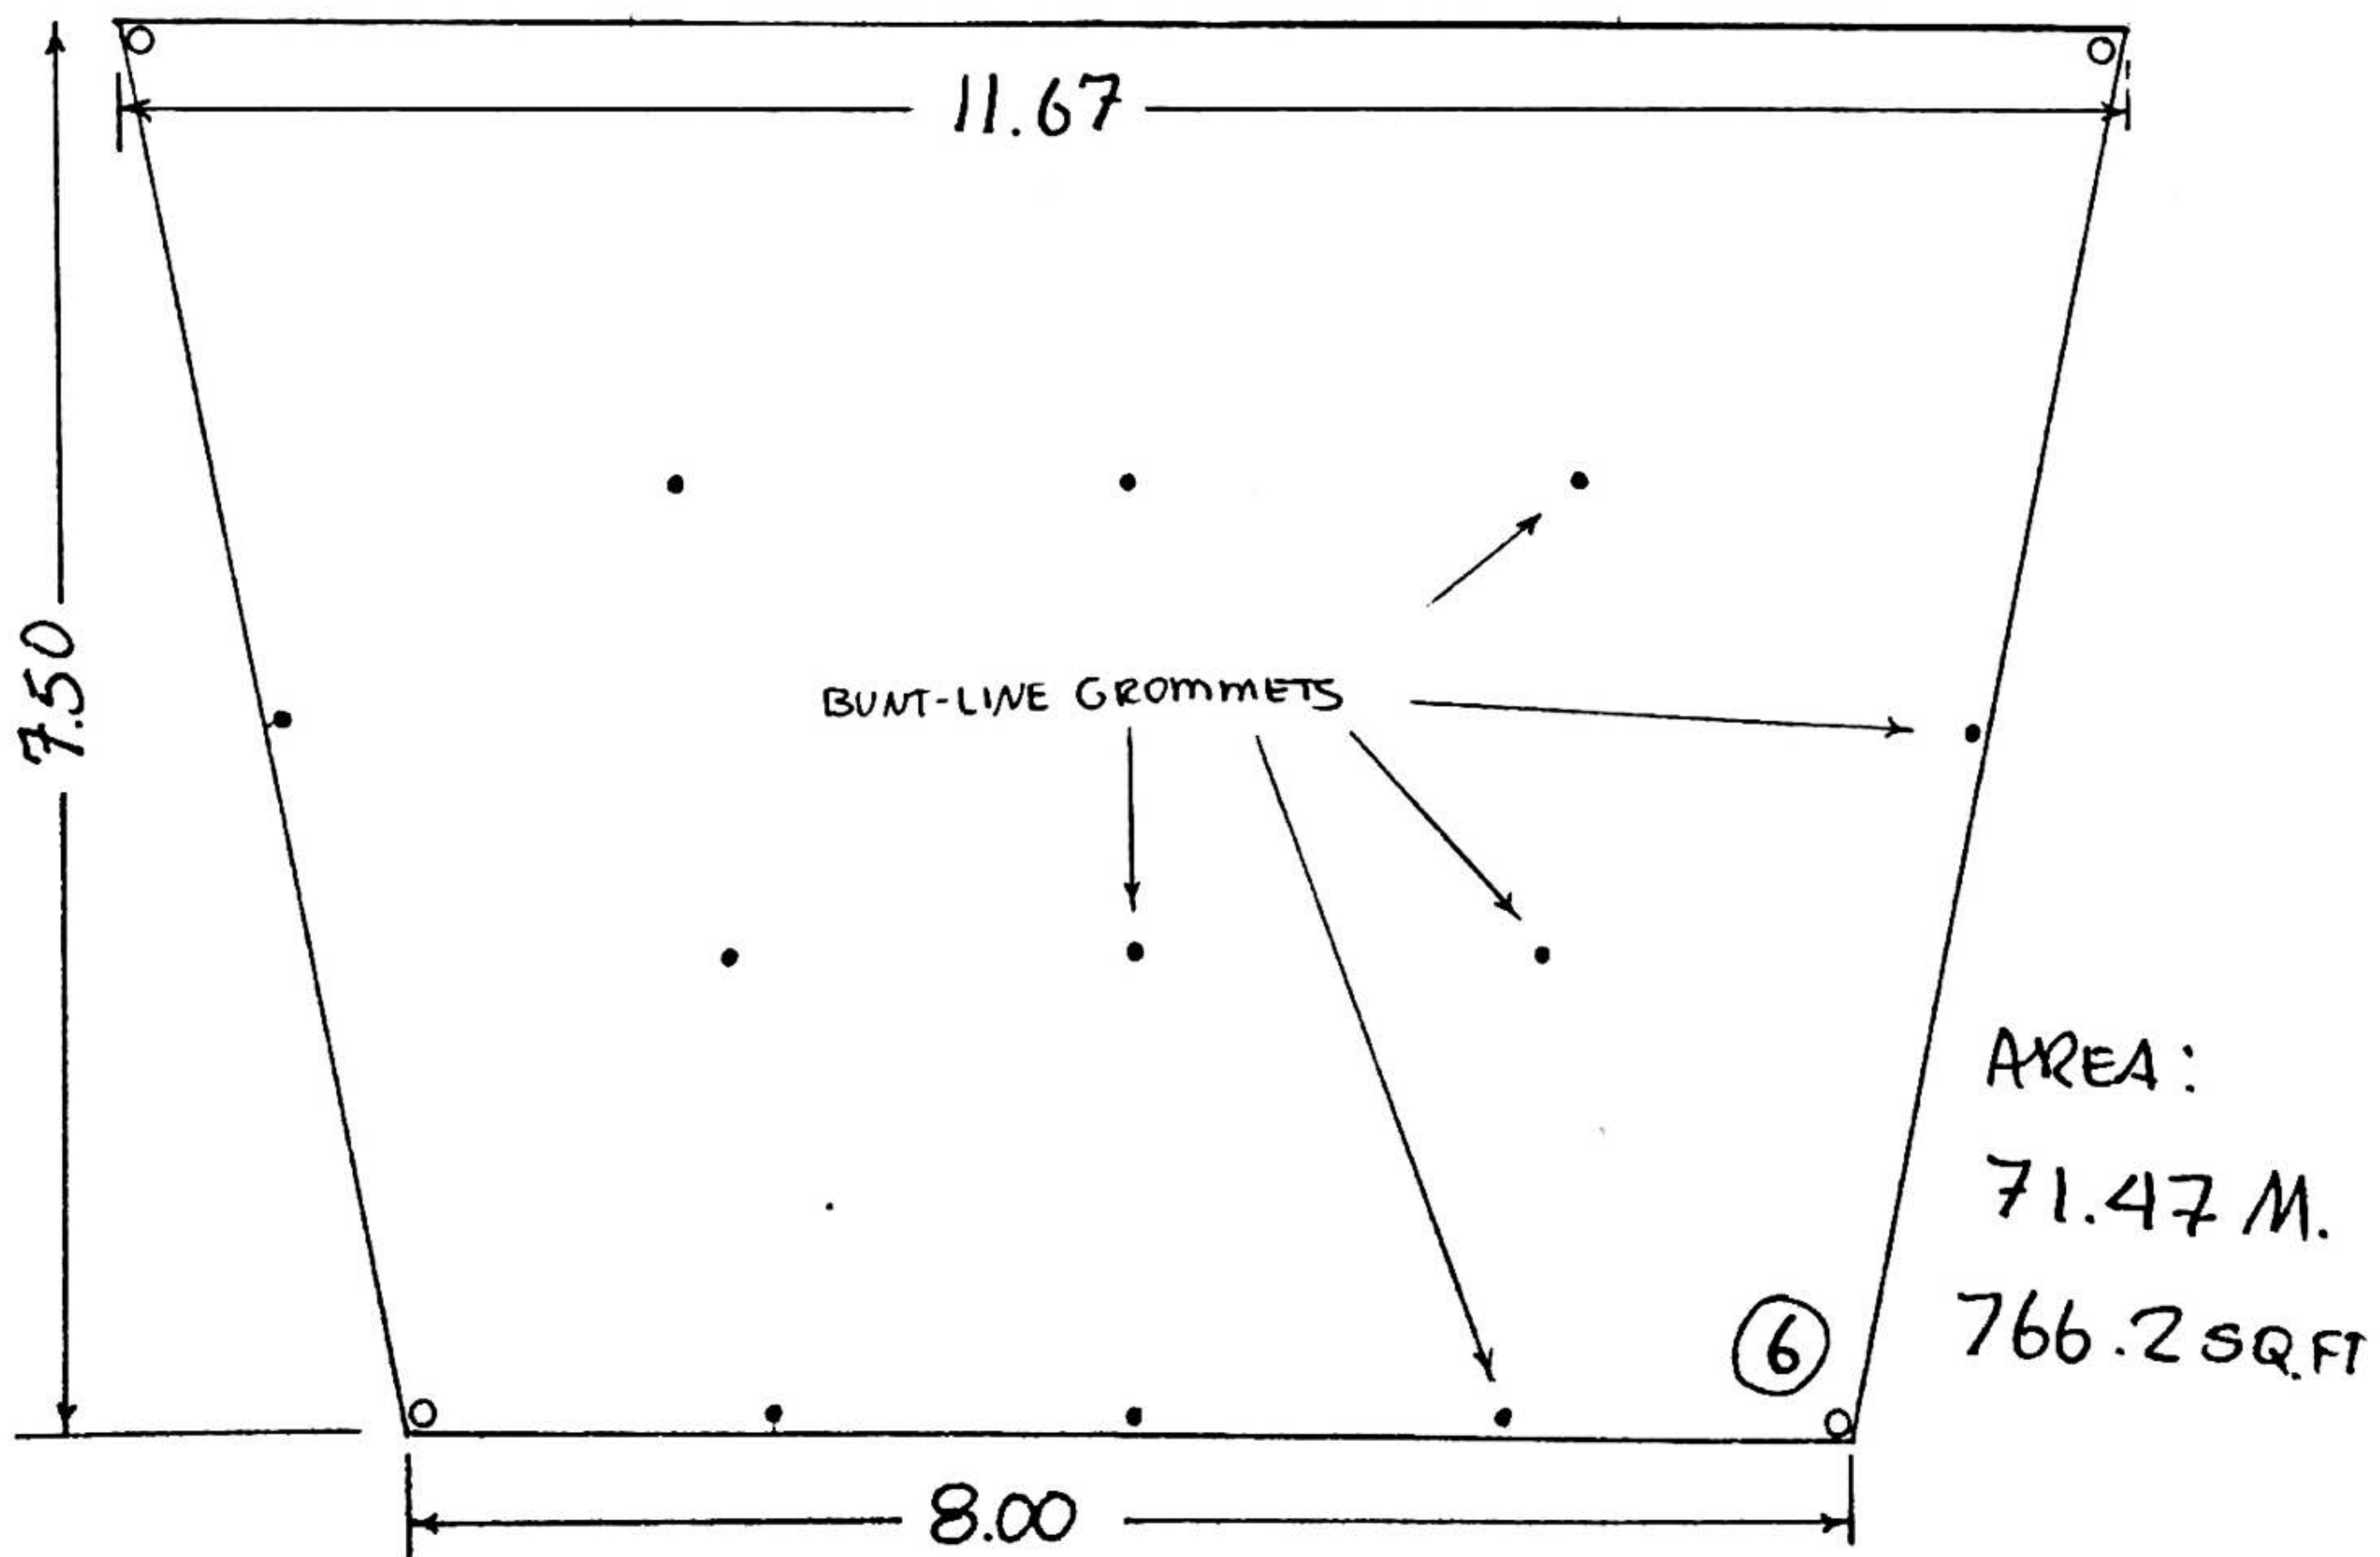 11.67
7.50
BUNT-LINE GROMMETS
AREA:
71.47 M.
766.2 SQ.FT
6
8.00